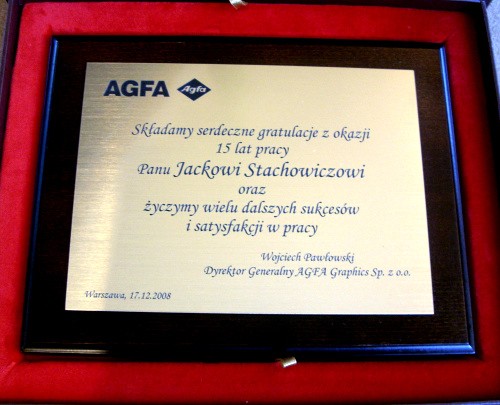 AGFA Agfa
Składamy serdeczne gratulacje z okazji
15 lat pracy
Panu Jackowi Stachowiczowi
oraz
życzymy wielu dalszych sukcesów
i satysfakcji w pracy
Wojciech Pawłowski
Dyrektor Generalny AGFA Graphics Sp. z o.o.
Warszawa, 17.12.2008